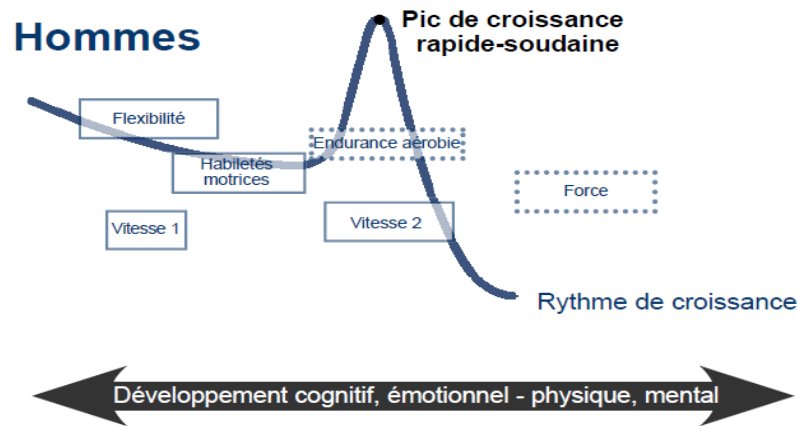 Hommes
Pic de croissance
rapide-soudaine
Flexibilité
Endurance aérobie
Habiletés
motrices
Force
Vitesse 1
Vitesse 2
Rythme de croissance
Développement cognitif, émotionnel - physique, mental